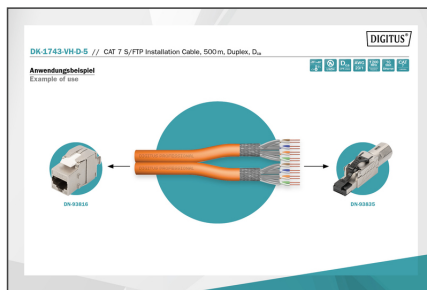 DIGITUS®
DK-1743-VH-D-5 // CAT 7 S/FTP Installation Cable, 500 m, Duplex, Dca
Anwendungsbeispiel
Example of use
DN-93818
DN-93835